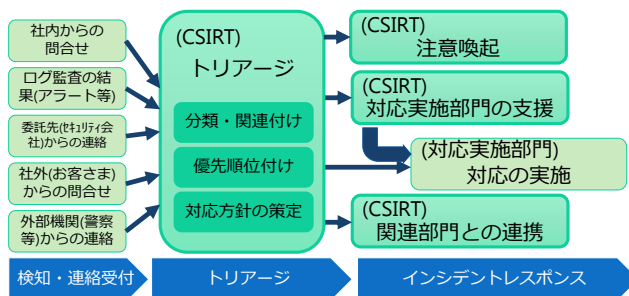 社内からの
問合せ
ログ監査の結
果(アラート等)
委託先(ｾｷｭﾘﾃｨ会
社)からの連絡
社外(お客さま)
からの問合せ
外部機関(警察
等)からの連絡
(CSIRT)
トリアージ
分類・関連付け
優先順位付け
対応方針の策定
(CSIRT)
注意喚起
(CSIRT)
対応実施部門の支援
(対応実施部門)
対応の実施
(CSIRT)
関連部門との連携
検知・連絡受付
トリアージ
インシデントレスポンス